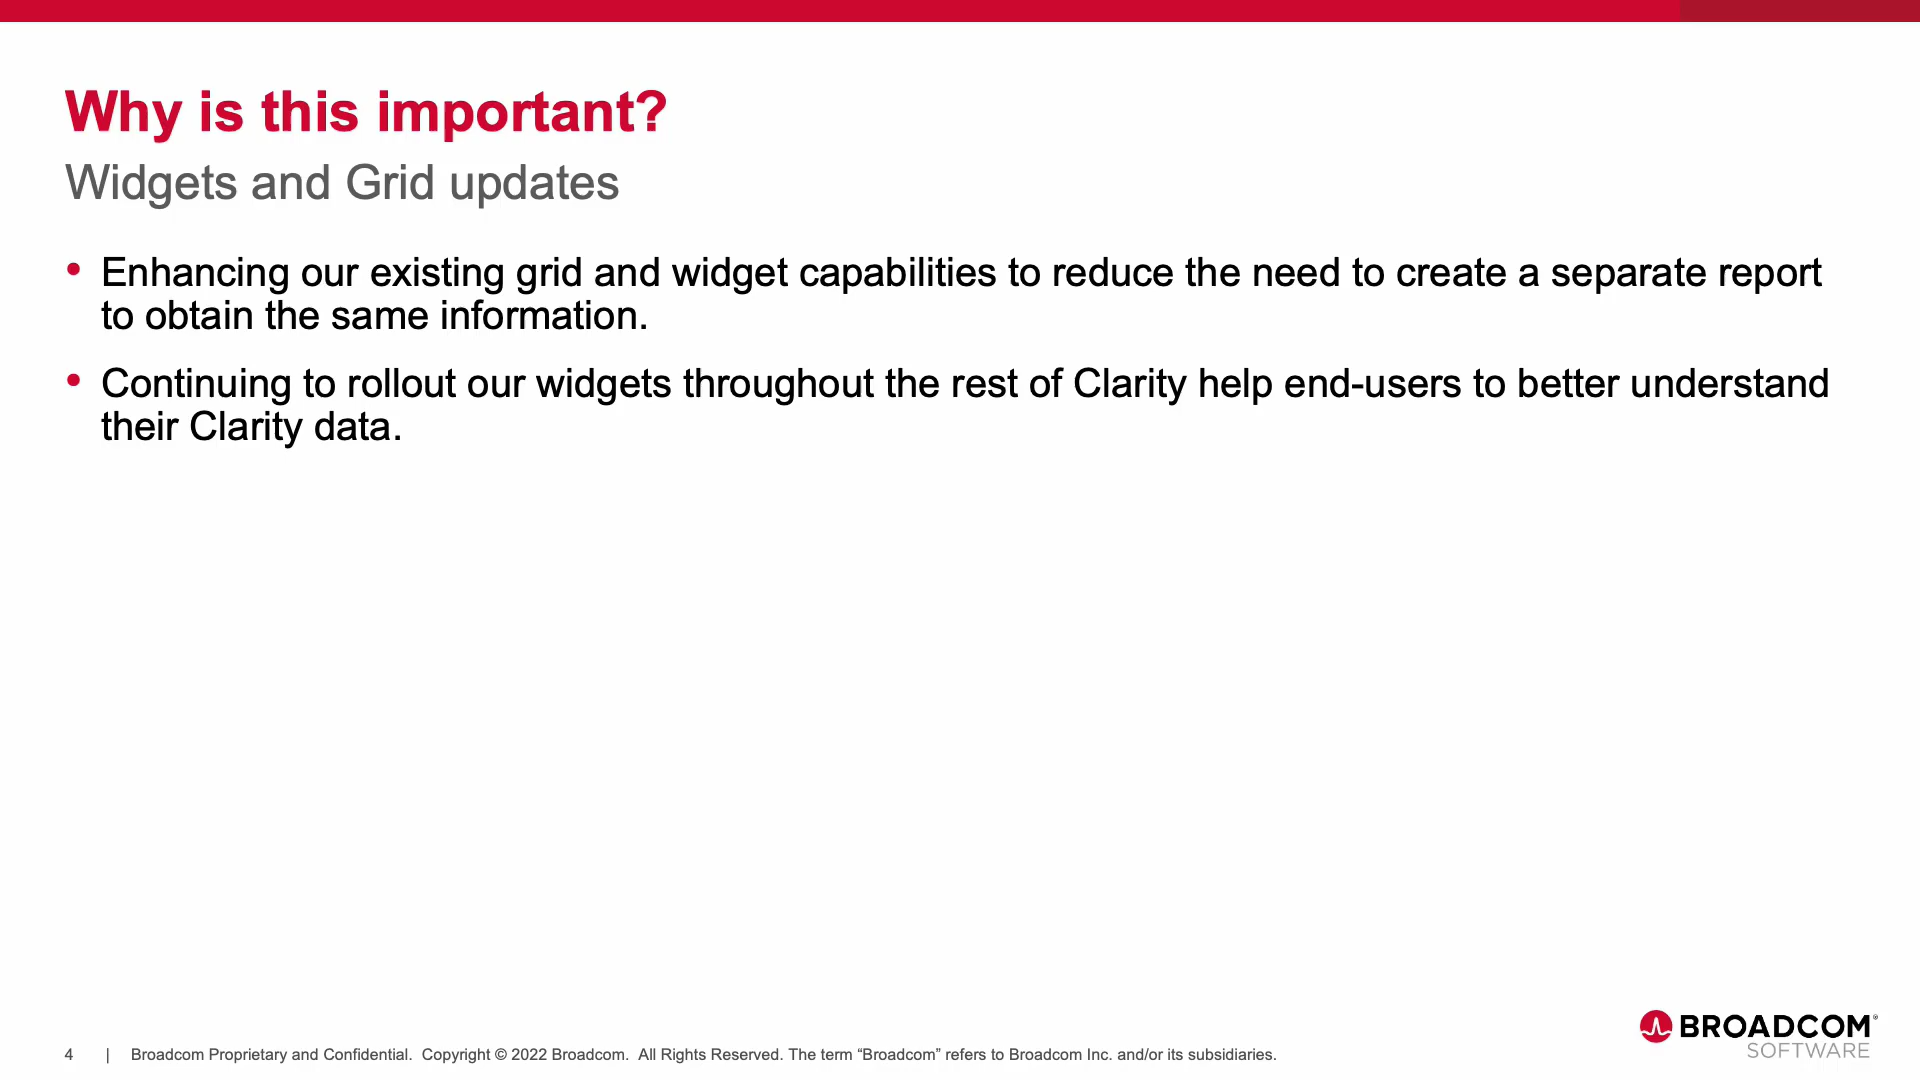 Why is this important?
Widgets and Grid updates
• Enhancing our existing grid and widget capabilities to reduce the need to create a separate report
to obtain the same information.
• Continuing to rollout our widgets throughout the rest of Clarity help end-users to better understand
their Clarity data.
4 | Broadcom Proprietary and Confidential. Copyright © 2022 Broadcom. All Rights Reserved. The term “Broadcom” refers to Broadcom Inc. and/or its subsidiaries.
BROADCOM®
SOFTWARE